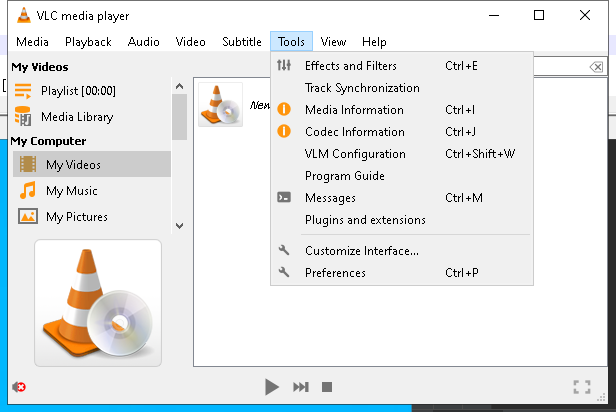 VLC media player
Media Playback Audio Video Subtitle Tools View Help
My Videos
Playlist [00:00]
Media Library
My Computer
My Videos
My Music
My Pictures
New
Effects and Filters Ctrl+E
Track Synchronization
Media Information Ctrl+I
Codec Information Ctrl+J
VLM Configuration Ctrl+Shift+W
Program Guide
Messages Ctrl+M
Plugins and extensions
Customize Interface...
Preferences Ctrl+P